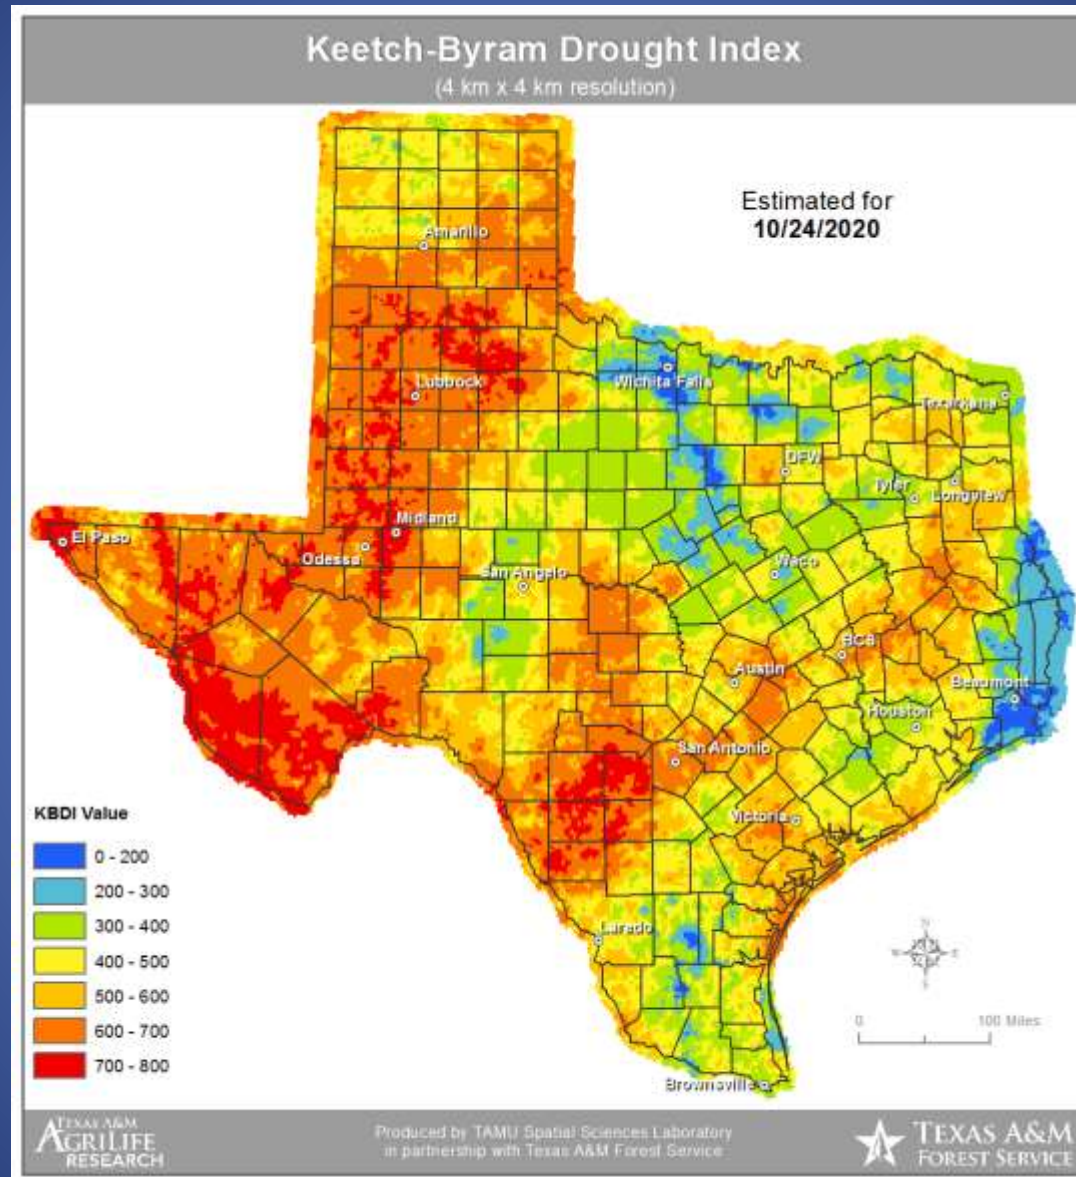 Keetch-Byram Drought Index
(4 km x 4 km resolution)
Estimated for
10/24/2020
Amarillo
Lubbock
Wichita Falls
Texarkana
DFW
Tyler
Longview
El Paso
Midland
Odessa
San Angelo
Waco
BCS
Austin
Beaumont
Houston
San Antonio
Victoria
Laredo
Brownsville
KBDI Value
0 - 200
200 - 300
300 - 400
400 - 500
500 - 600
600 - 700
700 - 800
N
W E
S
0 100 Miles
TEXAS A&M
AGRILIFE
RESEARCH
Produced by TAMU Spatial Sciences Laboratory
in partnership with Texas A&M Forest Service
TEXAS A&M
FOREST SERVICE